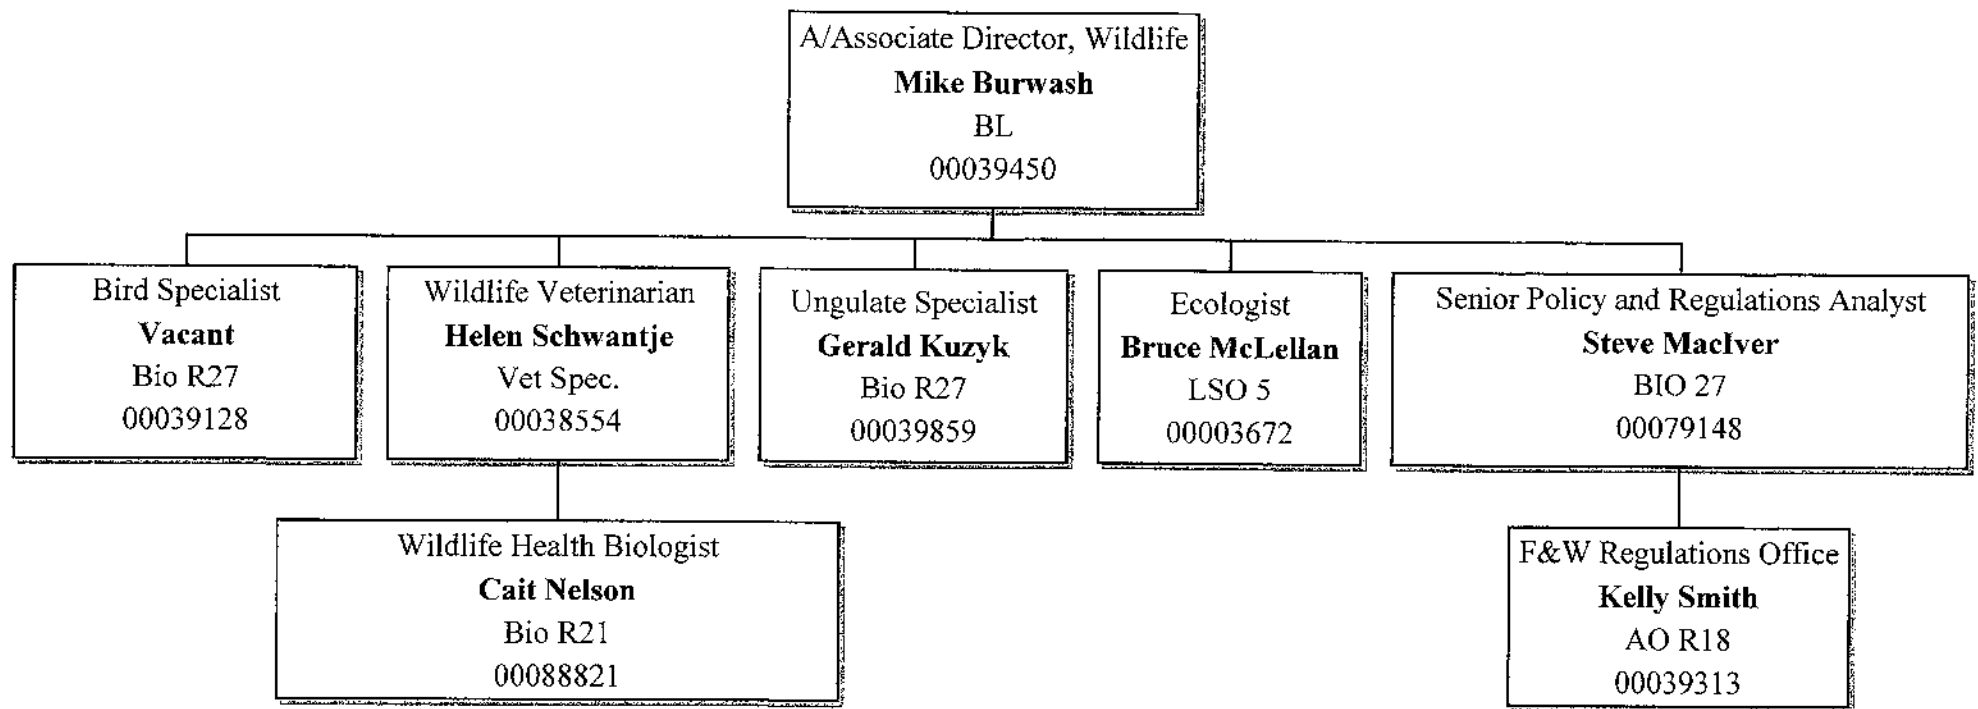 A/Associate Director, Wildlife
Mike Burwash
BL
00039450
Bird Specialist
Vacant
Bio R27
00039128
Wildlife Veterinarian
Helen Schwantje
Vet Spec.
00038554
Ungulate Specialist
Gerald Kuzyk
Bio R27
00039859
Ecologist
Bruce McLellan
LSO 5
00003672
Senior Policy and Regulations Analyst
Steve MacIver
BIO 27
00079148
Wildlife Health Biologist
Cait Nelson
Bio R21
00088821
F&W Regulations Office
Kelly Smith
AO R18
00039313